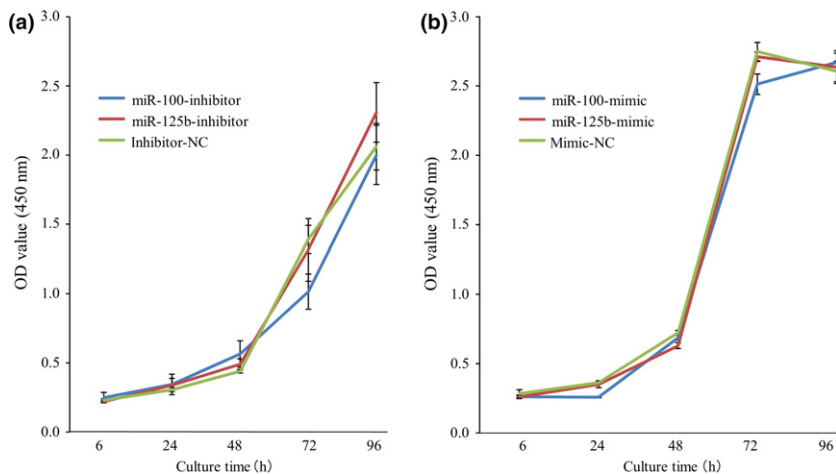 (a)
3.0
2.5
2.0
1.5
1.0
0.5
0.0
OD value (450 nm)
miR-100-inhibitor
miR-125b-inhibitor
Inhibitor-NC
6 24 48 72 96
Culture time (h)
(b)
3.0
2.5
2.0
1.5
1.0
0.5
0.0
OD value (450 nm)
miR-100-mimic
miR-125b-mimic
Mimic-NC
6 24 48 72 96
Culture time (h)